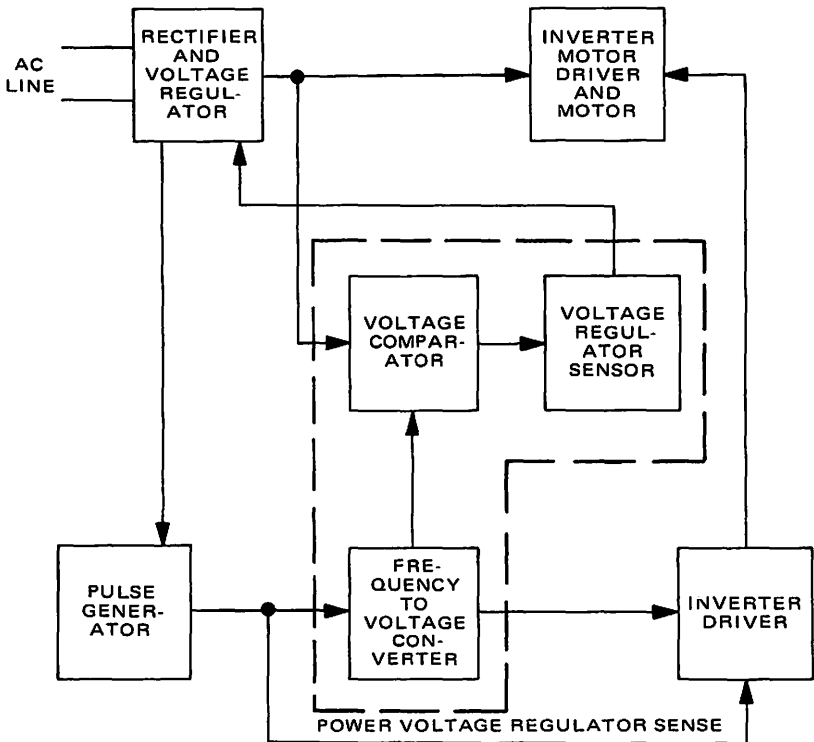 RECTIFIER
AND
VOLTAGE
REGUL-
ATOR
AC
LINE
INVERTER
MOTOR
DRIVER
AND
MOTOR
VOLTAGE
COMPAR-
ATOR
VOLTAGE
REGUL-
ATOR
SENSOR
PULSE
GENER-
ATOR
FRE-
QUENCY
TO
VOLTAGE
CON-
VERTER
INVERTER
DRIVER
POWER VOLTAGE REGULATOR SENSE